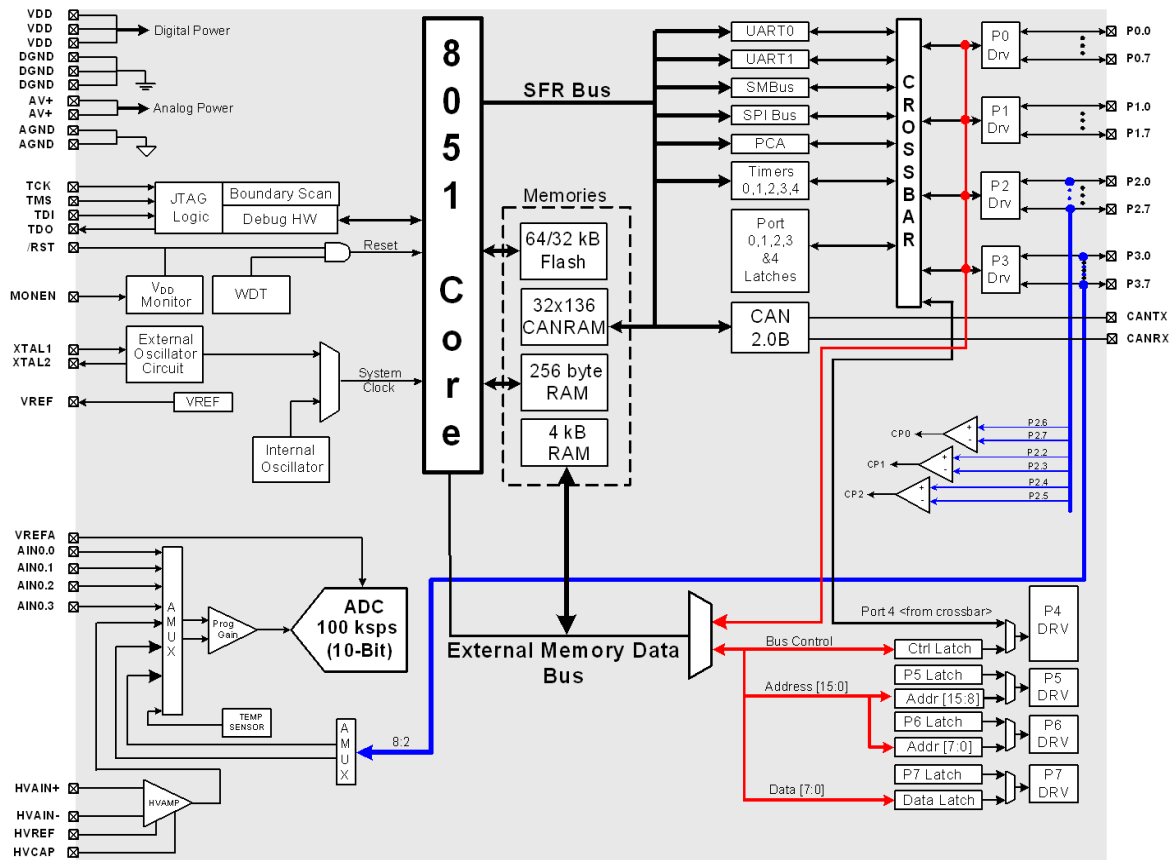 VDD
VDD
VDD
Digital Power
DGND
DGND
DGND
AV+
AV+
Analog Power
AGND
AGND
TCK
TMS
TDI
TDO
JTAG
Logic
Boundary Scan
Debug HW
/RST
Reset
MONEN
VDD
Monitor
WDT
XTAL1
XTAL2
External
Oscillator
Circuit
System
Clock
VREF
VREF
Internal
Oscillator
8051 Core
SFR Bus
Memories
64/32 kB
Flash
32x136
CANRAM
256 byte
RAM
4 kB
RAM
UART0
UART1
SMBus
SPI Bus
PCA
Timers
0,1,2,3,4
Port
0,1,2,3
&4
Latches
CAN
2.0B
CROSSBAR
P0
Drv
P1
Drv
P2
Drv
P3
Drv
P0.0
P0.7
P1.0
P1.7
P2.0
P2.7
P3.0
P3.7
CANTX
CANRX
CP0
+
-
P2.6
P2.7
CP1
+
-
P2.2
P2.3
CP2
+
-
P2.4
P2.5
VREFA
AIN0.0
AIN0.1
AIN0.2
AIN0.3
AMUX
Prog
Gain
ADC
100 ksps
(10-Bit)
TEMP
SENSOR
AMUX
8:2
HVAIN+
HVAIN-
HVREF
HVCAP
HVAMP
External Memory Data
Bus
Port 4 <from crossbar>
Bus Control
Ctrl Latch
P4
DRV
Address [15:0]
P5 Latch
Addr [15:8]
P5
DRV
P6 Latch
Addr [7:0]
P6
DRV
Data [7:0]
P7 Latch
Data Latch
P7
DRV